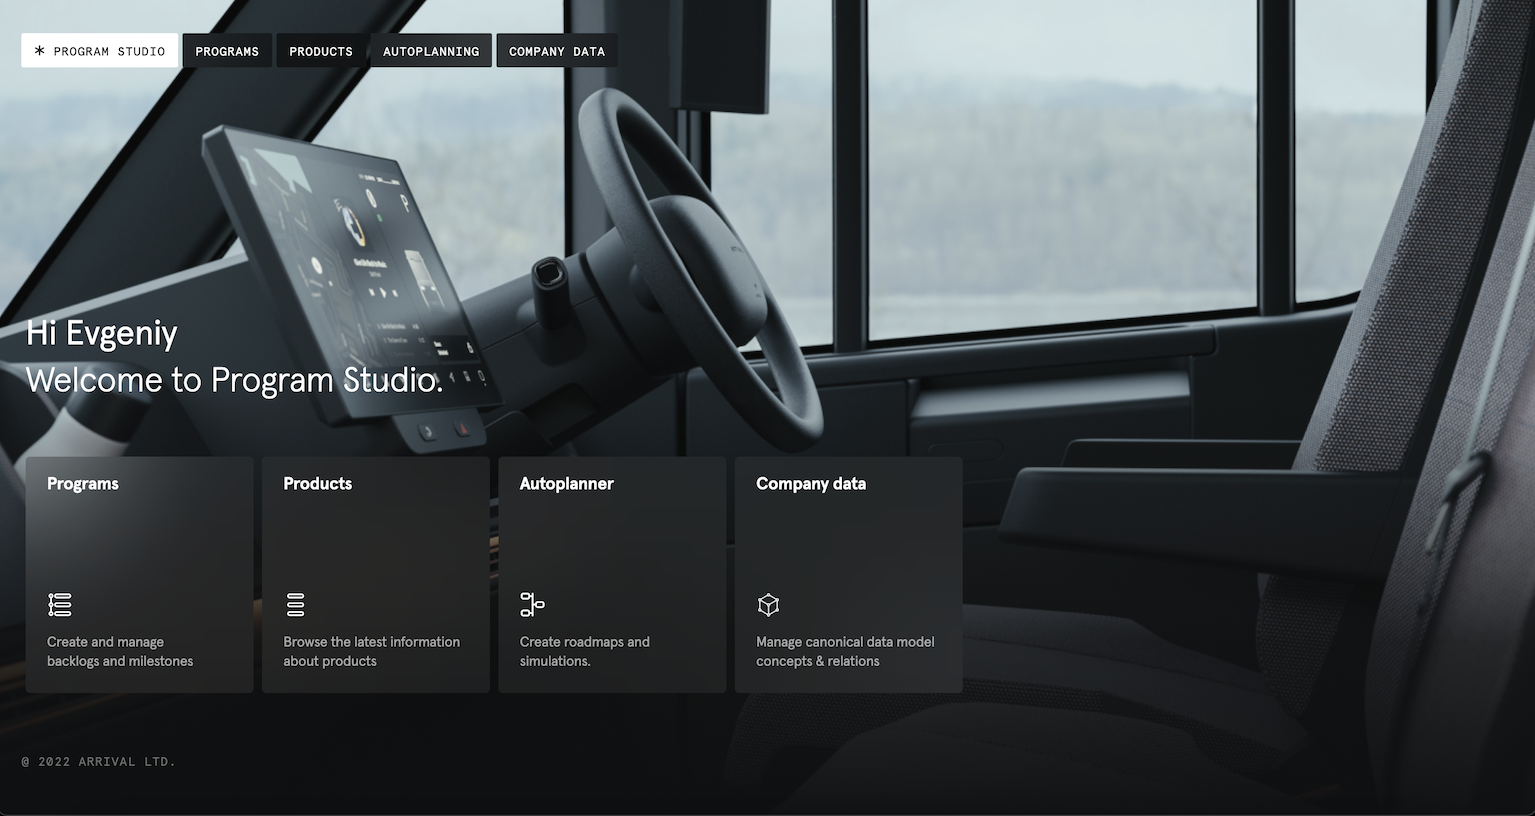 * PROGRAM STUDIO
PROGRAMS
PRODUCTS
AUTOPLANNING
COMPANY DATA
Hi Evgeniy
Welcome to Program Studio.
Programs
Create and manage
backlogs and milestones
Products
Browse the latest information
about products
Autoplanner
Create roadmaps and
simulations.
Company data
Manage canonical data model
concepts & relations
@ 2022 ARRIVAL LTD.